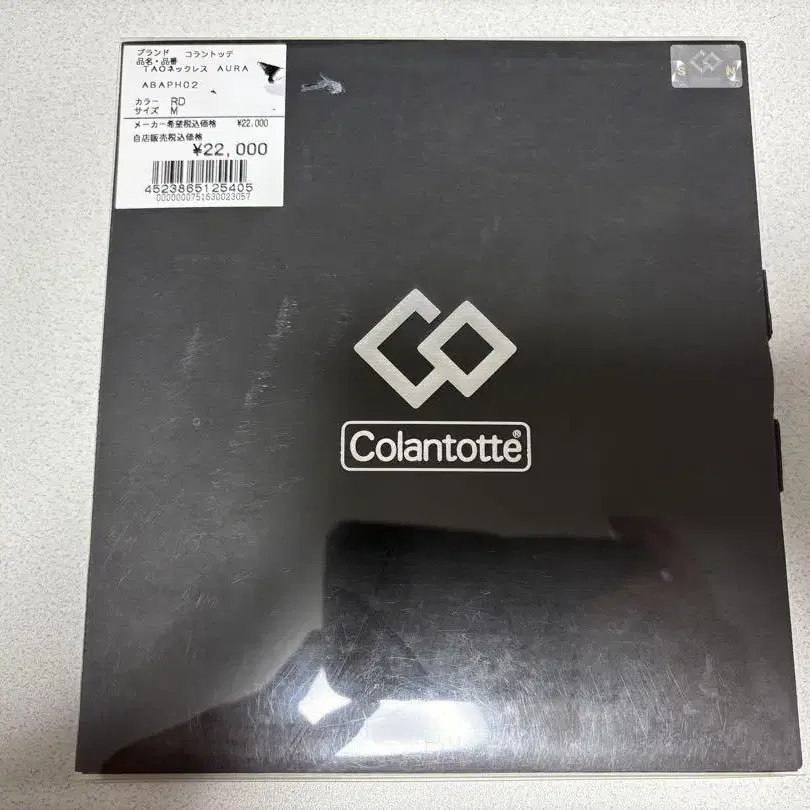 ブランド コラントッテ
品名・品番
TAOネックレス AURA
ABAPH02
カラー RD
サイズ M
メーカー希望税込価格 ¥22,000
自店販売税込価格
¥22,000
4523865125405
0000000751630023057
S N
Colantotte®